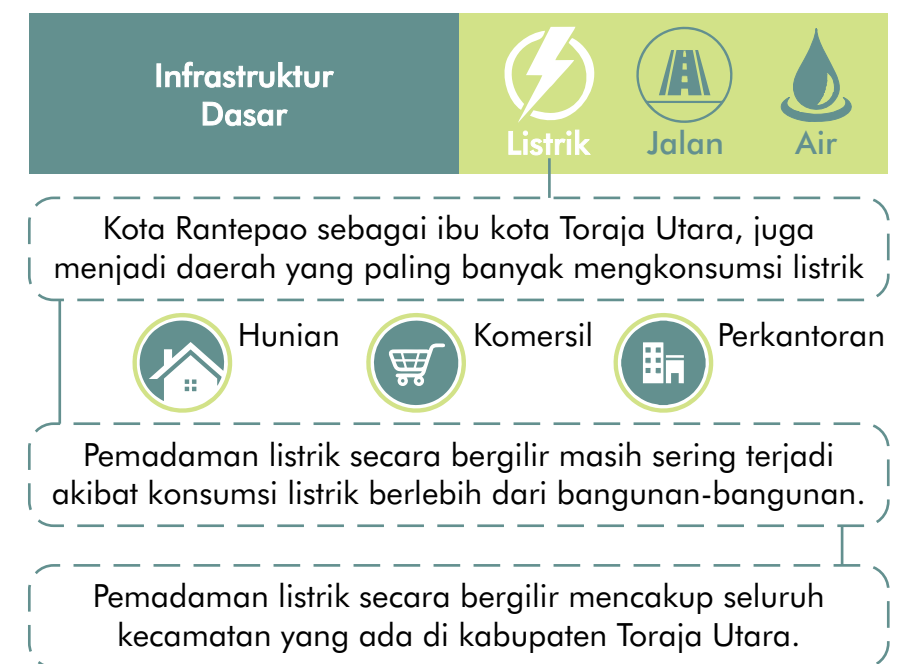 Infrastruktur
Dasar
Listrik
Jalan
Air
Kota Rantepao sebagai ibu kota Toraja Utara, juga
menjadi daerah yang paling banyak mengkonsumsi listrik
Hunian
Komersil
Perkantoran
Pemadaman listrik secara bergilir masih sering terjadi
akibat konsumsi listrik berlebih dari bangunan-bangunan.
Pemadaman listrik secara bergilir mencakup seluruh
kecamatan yang ada di kabupaten Toraja Utara.